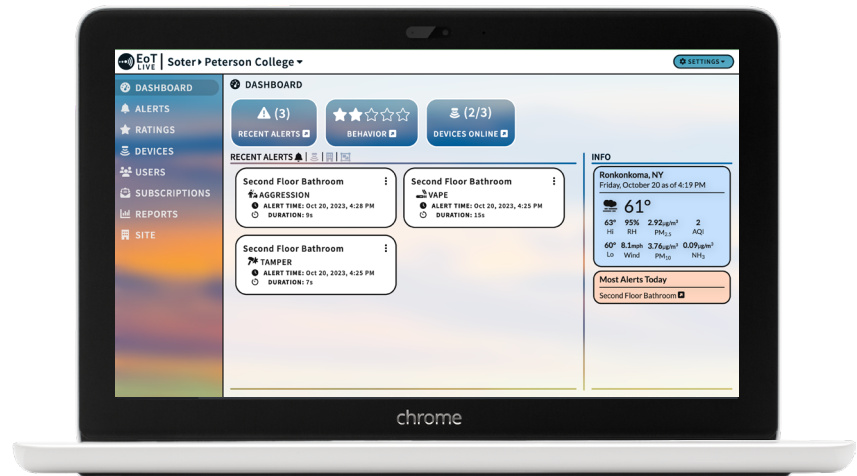 EoT LIVE | Soter ▸ Peterson College
SETTINGS
DASHBOARD
ALERTS
RATINGS
DEVICES
USERS
SUBSCRIPTIONS
REPORTS
SITE
DASHBOARD
(3)
RECENT ALERTS
BEHAVIOR
(2/3)
DEVICES ONLINE
RECENT ALERTS
Second Floor Bathroom
AGGRESSION
ALERT TIME: Oct 20, 2023, 4:28 PM
DURATION: 9s
Second Floor Bathroom
VAPE
ALERT TIME: Oct 20, 2023, 4:25 PM
DURATION: 15s
Second Floor Bathroom
TAMPER
ALERT TIME: Oct 20, 2023, 4:25 PM
DURATION: 7s
INFO
Ronkonkoma, NY
Friday, October 20 as of 4:19 PM
61°
63° 95% 2.92µg/m³ 2
Hi RH PM2.5 AQI
60° 8.1mph 3.76µg/m³ 0.09µg/m³
Lo Wind PM10 NH3
Most Alerts Today
Second Floor Bathroom
chrome